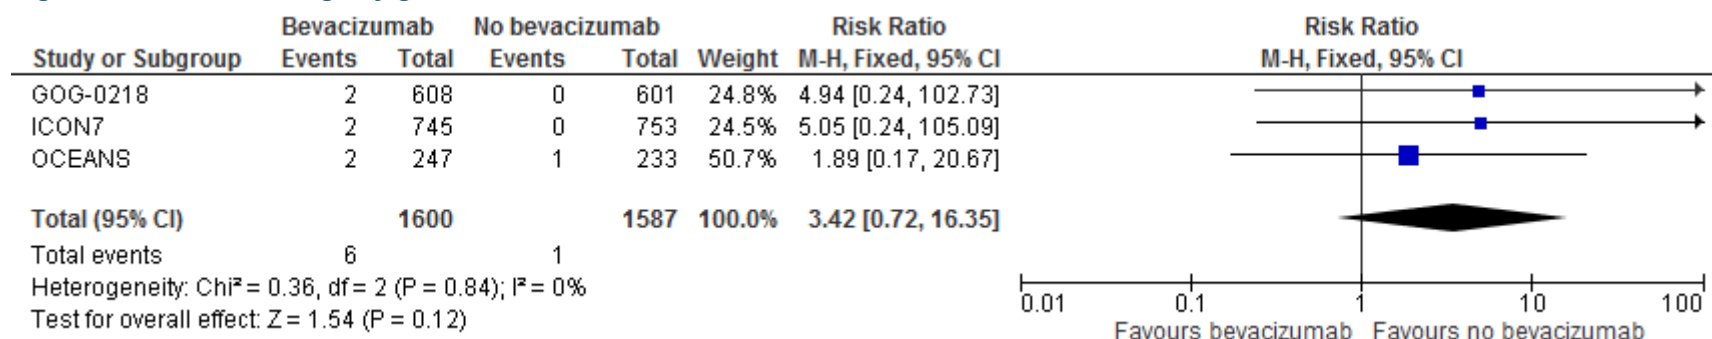 Bevacizumab No bevacizumab Risk Ratio Risk Ratio
Study or Subgroup Events Total Events Total Weight M-H, Fixed, 95% CI M-H, Fixed, 95% CI
GOG-0218 2 608 0 601 24.8% 4.94 [0.24, 102.73]
ICON7 2 745 0 753 24.5% 5.05 [0.24, 105.09]
OCEANS 2 247 1 233 50.7% 1.89 [0.17, 20.67]
Total (95% CI) 1600 1587 100.0% 3.42 [0.72, 16.35]
Total events 6 1
Heterogeneity: Chi² = 0.36, df = 2 (P = 0.84); I² = 0%
Test for overall effect: Z = 1.54 (P = 0.12)
0.01 0.1 1 10 100
Favours bevacizumab Favours no bevacizumab